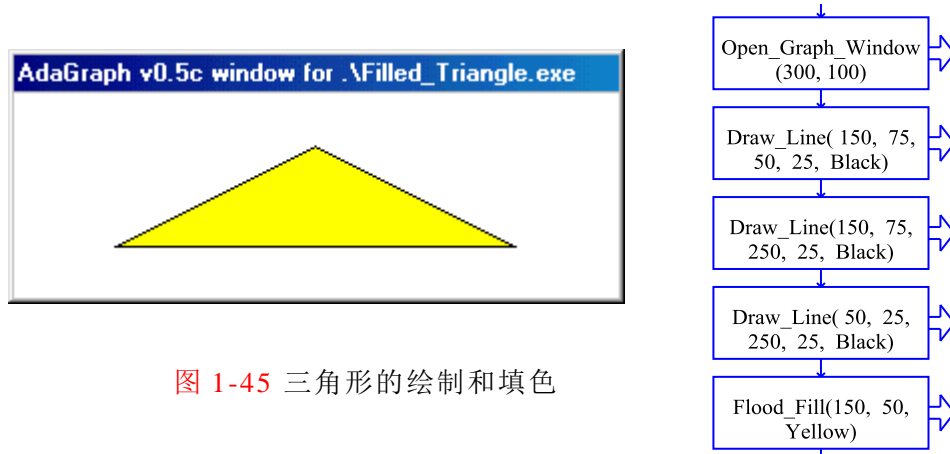 AdaGraph v0.5c window for .\Filled_Triangle.exe
图 1-45 三角形的绘制和填色
Open_Graph_Window
(300, 100)
Draw_Line( 150, 75,
50, 25, Black)
Draw_Line(150, 75,
250, 25, Black)
Draw_Line( 50, 25,
250, 25, Black)
Flood_Fill(150, 50,
Yellow)